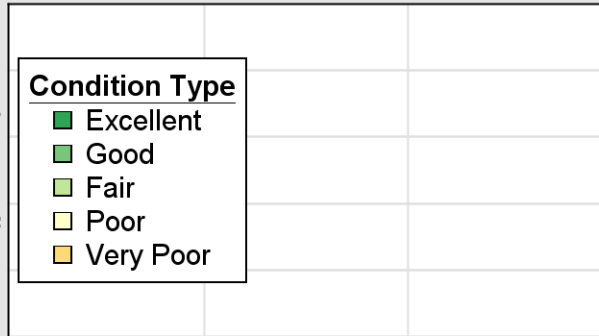 Condition Type
Excellent
Good
Fair
Poor
Very Poor